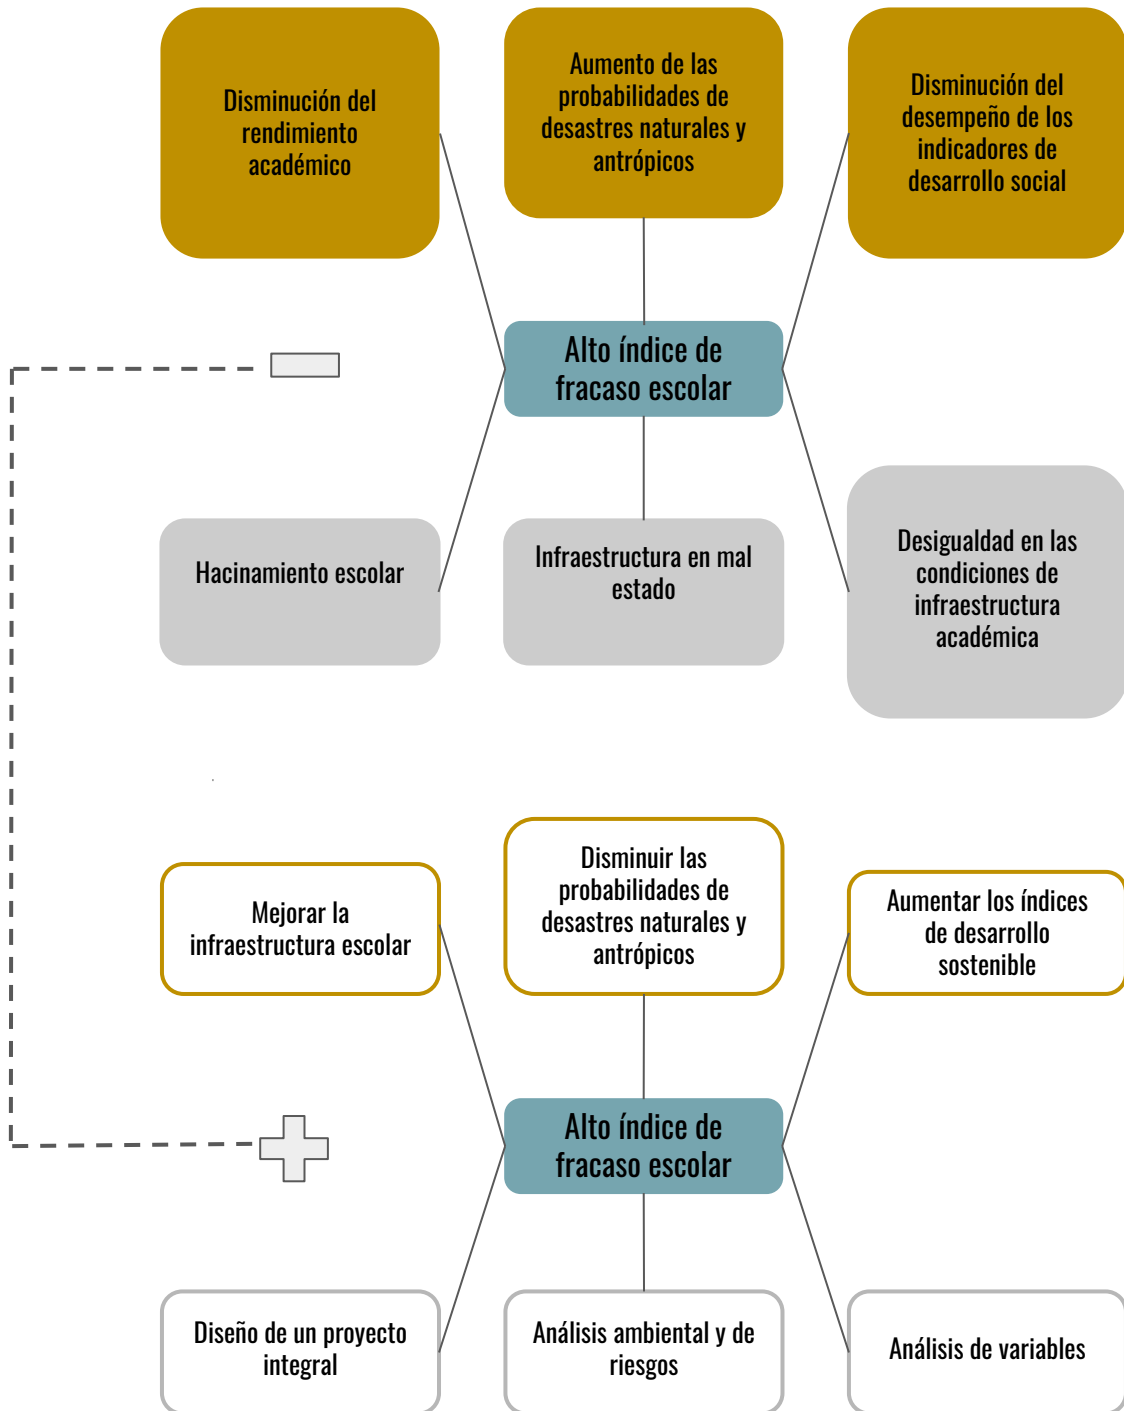 Disminución del
rendimiento
académico
Aumento de las
probabilidades de
desastres naturales y
antrópicos
Disminución del
desempeño de los
indicadores de
desarrollo social
Alto índice de
fracaso escolar
Hacinamiento escolar
Infraestructura en mal
estado
Desigualdad en las
condiciones de
infraestructura
académica
Mejorar la
infraestructura escolar
Disminuir las
probabilidades de
desastres naturales y
antrópicos
Aumentar los índices
de desarrollo
sostenible
Alto índice de
fracaso escolar
Diseño de un proyecto
integral
Análisis ambiental y de
riesgos
Análisis de variables